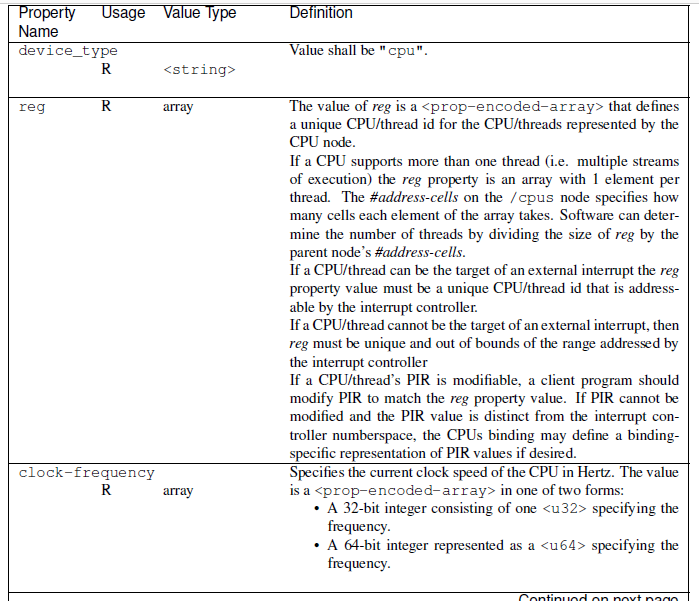 Property Usage Value Type Definition
Name
device_type Value shall be "cpu".
R <string>
reg R array The value of reg is a <prop-encoded-array> that defines
a unique CPU/thread id for the CPU/threads represented by the
CPU node.
If a CPU supports more than one thread (i.e. multiple streams
of execution) the reg property is an array with 1 element per
thread. The #address-cells on the /cpus node specifies how
many cells each element of the array takes. Software can deter-
mine the number of threads by dividing the size of reg by the
parent node's #address-cells.
If a CPU/thread can be the target of an external interrupt the reg
property value must be a unique CPU/thread id that is address-
able by the interrupt controller.
If a CPU/thread cannot be the target of an external interrupt, then
reg must be unique and out of bounds of the range addressed by
the interrupt controller
If a CPU/thread's PIR is modifiable, a client program should
modify PIR to match the reg property value. If PIR cannot be
modified and the PIR value is distinct from the interrupt con-
troller numberspace, the CPUs binding may define a binding-
specific representation of PIR values if desired.
clock-frequency Specifies the current clock speed of the CPU in Hertz. The value
R array is a <prop-encoded-array> in one of two forms:
• A 32-bit integer consisting of one <u32> specifying the
frequency.
• A 64-bit integer represented as a <u64> specifying the
frequency.
Continued on next page